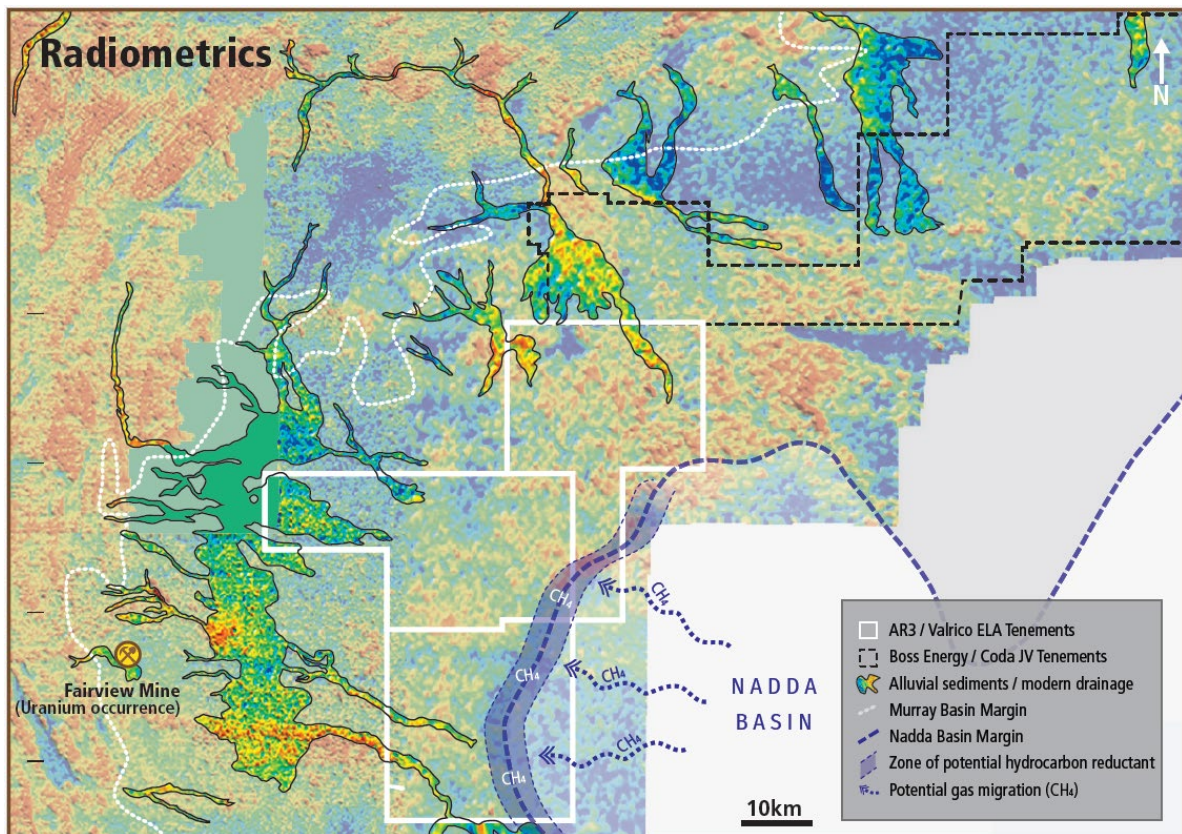 Radiometrics
N
Fairview Mine
(Uranium occurrence)
CH₄
CH₄
CH₄
CH₄
CH₄
CH₄
CH₄
NADDA
BASIN
10km
AR3 / Valrico ELA Tenements
Boss Energy / Coda JV Tenements
Alluvial sediments / modern drainage
Murray Basin Margin
Nadda Basin Margin
Zone of potential hydrocarbon reductant
Potential gas migration (CH₄)